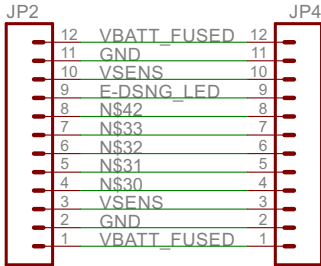 JP2 JP4
12 VBATT_FUSED 12
11 GND 11
10 VSENS 10
9 E-DSNG_LED 9
8 N$42 8
7 N$33 7
6 N$32 6
5 N$31 5
4 N$30 4
3 VSENS 3
2 GND 2
1 VBATT_FUSED 1